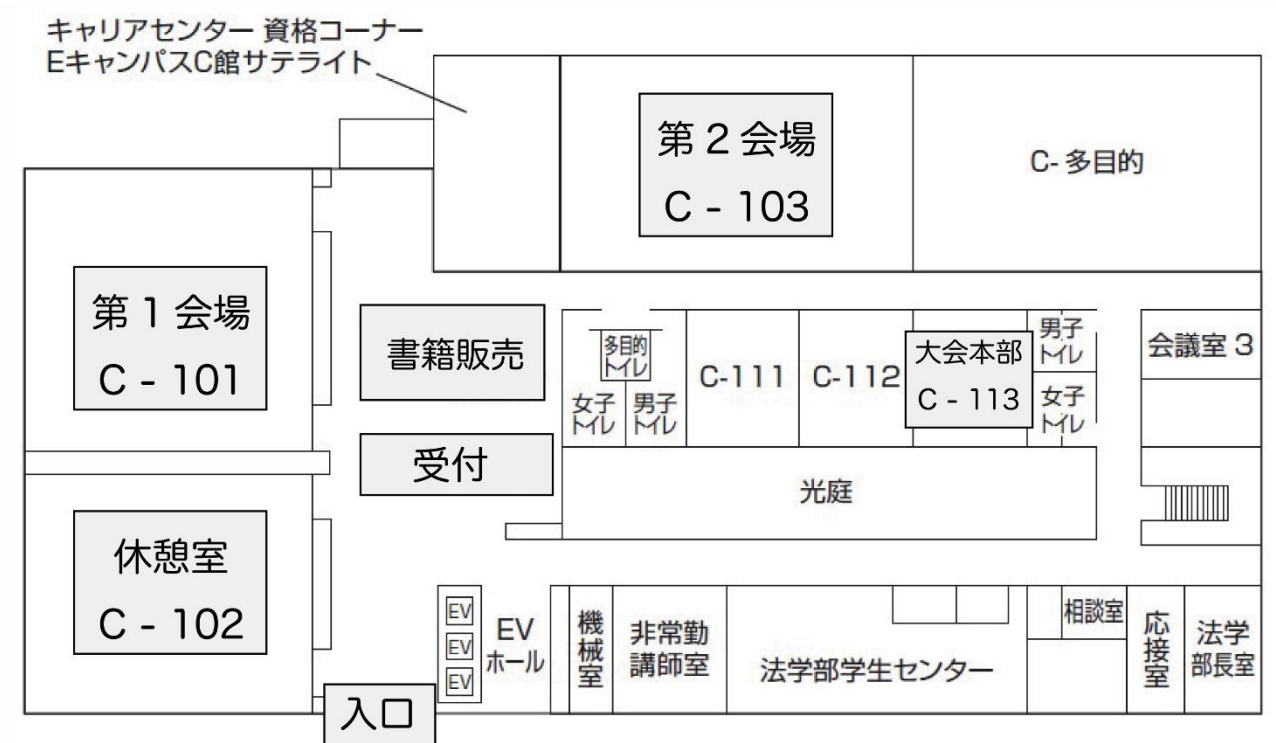 キャリアセンター 資格コーナー
EキャンパスC館サテライト
第2会場
C - 103
C- 多目的
第1会場
C - 101
書籍販売
多目的
トイレ
女子
トイレ
男子
トイレ
C-111
C-112
大会本部
C - 113
男子
トイレ
女子
トイレ
会議室 3
受付
光庭
休憩室
C - 102
EV
EV
EV
EV
ホール
機械室
非常勤
講師室
法学部学生センター
相談室
応接室
法学
部長室
入口